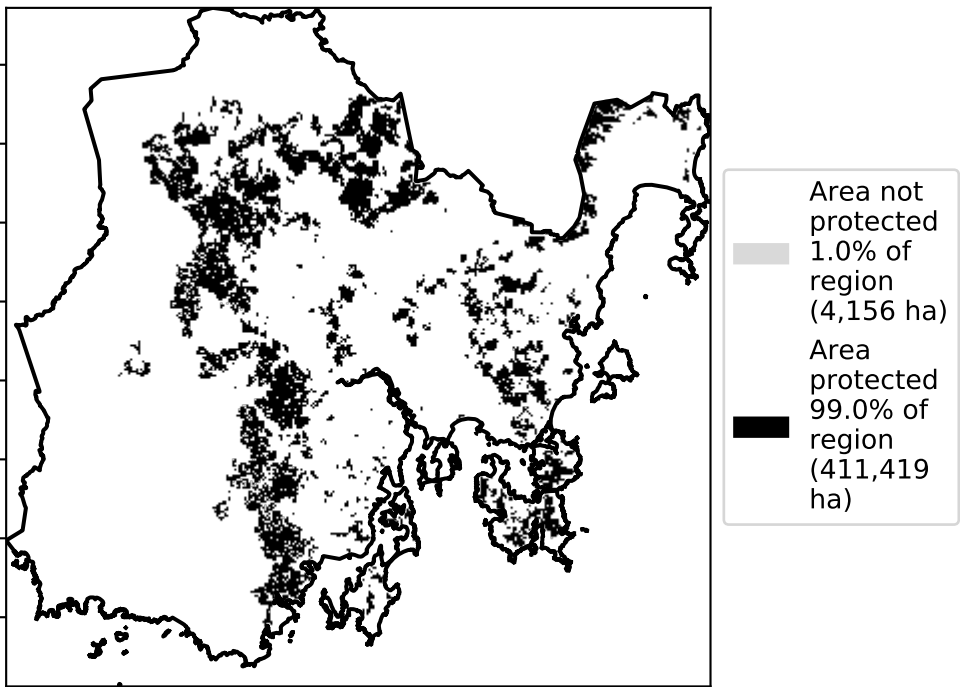 Area not
protected
1.0% of
region
(4,156 ha)
Area
protected
99.0% of
region
(411,419
ha)